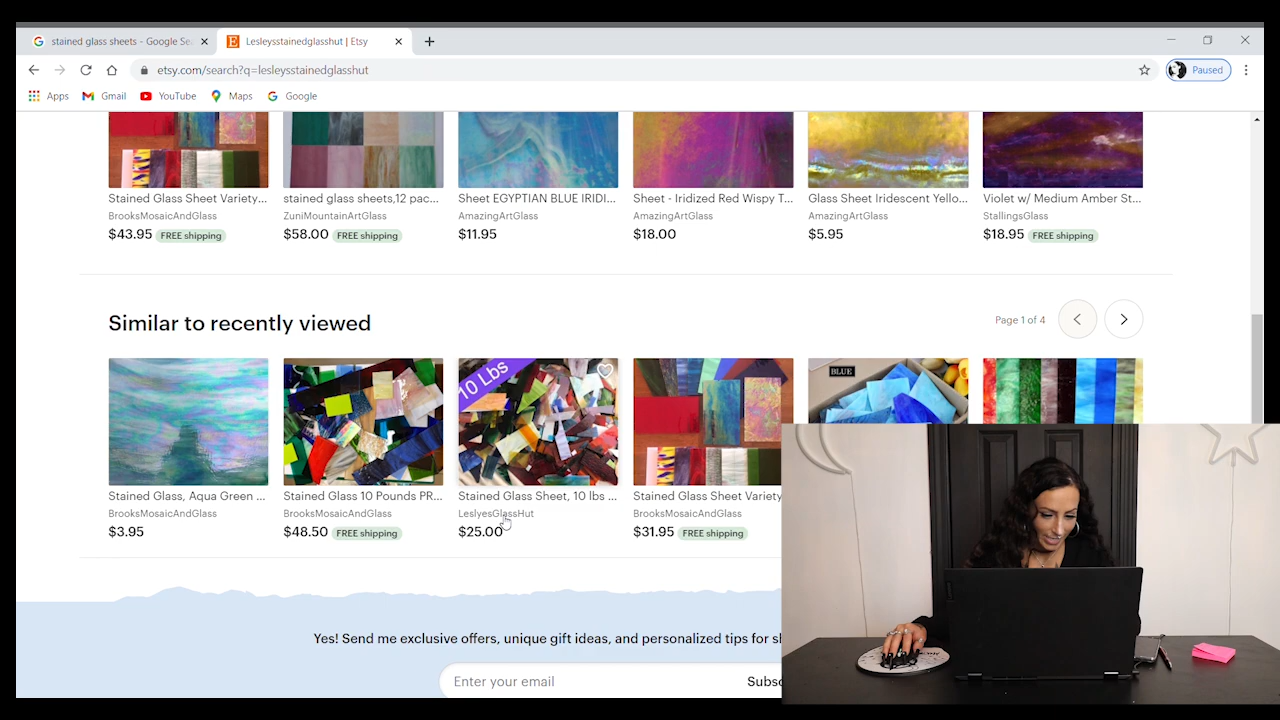 stained glass sheets - Google Se
Lesleysstainedglasshut | Etsy
etsy.com/search?q=lesleysstainedglasshut
Paused
Apps
Gmail
YouTube
Maps
Google
Stained Glass Sheet Variety...
stained glass sheets,12 pac...
Sheet EGYPTIAN BLUE IRIDI...
Sheet - Iridized Red Wispy T...
Glass Sheet Iridescent Yello...
Violet w/ Medium Amber St...
BrooksMosaicAndGlass
ZuniMountainArtGlass
AmazingArtGlass
AmazingArtGlass
AmazingArtGlass
StallingsGlass
$43.95 FREE shipping
$58.00 FREE shipping
$11.95
$18.00
$5.95
$18.95 FREE shipping
Similar to recently viewed
Page 1 of 4
10 Lbs
BLUE
Stained Glass, Aqua Green ...
Stained Glass 10 Pounds PR...
Stained Glass Sheet, 10 lbs ...
Stained Glass Sheet Variety
BrooksMosaicAndGlass
BrooksMosaicAndGlass
LeslyesGlassHut
BrooksMosaicAndGlass
$3.95
$48.50 FREE shipping
$25.00
$31.95 FREE shipping
Yes! Send me exclusive offers, unique gift ideas, and personalized tips for sh
Enter your email
Subsc